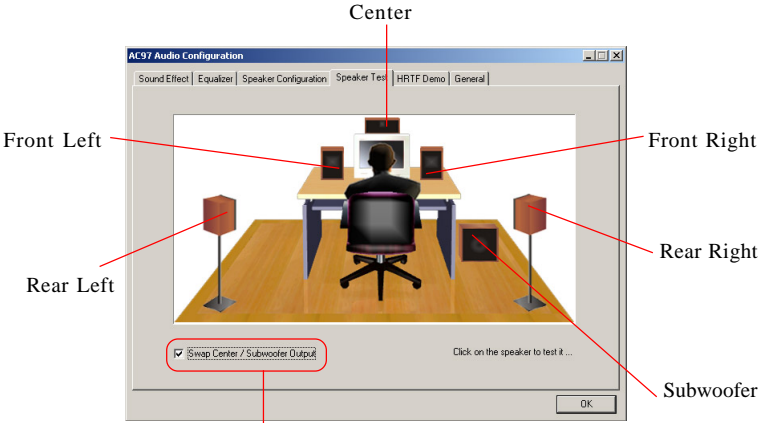 Center
AC97 Audio Configuration
Sound Effect Equalizer Speaker Configuration Speaker Test HRTF Demo General
Front Left
Front Right
Rear Left
Rear Right
Swap Center / Subwoofer Output
Click on the speaker to test it ...
Subwoofer
OK